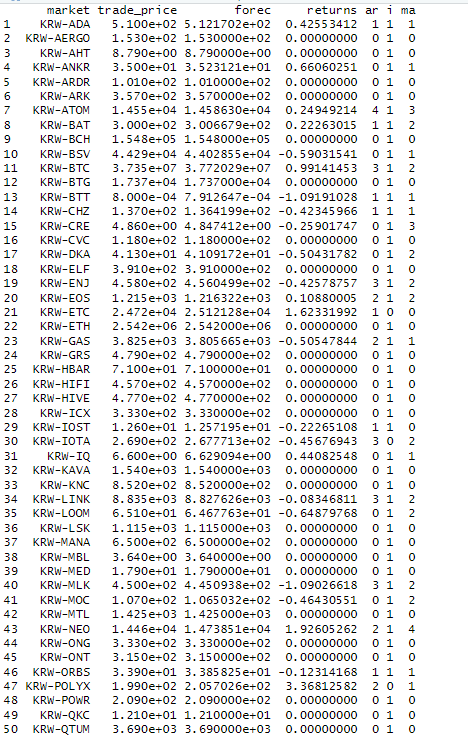 market trade_price forec returns ar i ma
1 KRW-ADA 5.100e+02 5.121702e+02 0.42553412 1 1 1
2 KRW-AERGO 1.530e+02 1.530000e+02 0.00000000 0 1 0
3 KRW-AHT 8.790e+00 8.790000e+00 0.00000000 0 1 0
4 KRW-ANKR 3.500e+01 3.523121e+01 0.66060251 0 1 1
5 KRW-ARDR 1.010e+02 1.010000e+02 0.00000000 0 1 0
6 KRW-ARK 3.570e+02 3.570000e+02 0.00000000 0 1 0
7 KRW-ATOM 1.455e+04 1.458630e+04 0.24949214 4 1 3
8 KRW-BAT 3.000e+02 3.006679e+02 0.22263015 1 1 2
9 KRW-BCH 1.548e+05 1.548000e+05 0.00000000 0 1 0
10 KRW-BSV 4.429e+04 4.402855e+04 -0.59031541 0 1 1
11 KRW-BTC 3.735e+07 3.772029e+07 0.99141453 3 1 2
12 KRW-BTG 1.737e+04 1.737000e+04 0.00000000 0 1 0
13 KRW-BTT 8.000e-04 7.912647e-04 -1.09191028 1 1 1
14 KRW-CHZ 1.370e+02 1.364199e+02 -0.42345966 1 1 1
15 KRW-CRE 4.860e+00 4.847412e+00 -0.25901747 0 1 3
16 KRW-CVC 1.180e+02 1.180000e+02 0.00000000 0 1 0
17 KRW-DKA 4.130e+01 4.109172e+01 -0.50431782 0 1 2
18 KRW-ELF 3.910e+02 3.910000e+02 0.00000000 0 1 0
19 KRW-ENJ 4.580e+02 4.560499e+02 -0.42578757 3 1 2
20 KRW-EOS 1.215e+03 1.216322e+03 0.10880005 2 1 2
21 KRW-ETC 2.472e+04 2.512128e+04 1.62331992 1 0 0
22 KRW-ETH 2.542e+06 2.542000e+06 0.00000000 0 1 0
23 KRW-GAS 3.825e+03 3.805665e+03 -0.50547844 2 1 1
24 KRW-GRS 4.790e+02 4.790000e+02 0.00000000 0 1 0
25 KRW-HBAR 7.100e+01 7.100000e+01 0.00000000 0 1 0
26 KRW-HIFI 4.570e+02 4.570000e+02 0.00000000 0 1 0
27 KRW-HIVE 4.770e+02 4.770000e+02 0.00000000 0 1 0
28 KRW-ICX 3.330e+02 3.330000e+02 0.00000000 0 1 0
29 KRW-IOST 1.260e+01 1.257195e+01 -0.22265108 1 1 0
30 KRW-IOTA 2.690e+02 2.677713e+02 -0.45676943 3 0 2
31 KRW-IQ 6.600e+00 6.629094e+00 0.44082548 0 1 1
32 KRW-KAVA 1.540e+03 1.540000e+03 0.00000000 0 1 0
33 KRW-KNC 8.520e+02 8.520000e+02 0.00000000 0 1 0
34 KRW-LINK 8.835e+03 8.827626e+03 -0.08346811 3 1 2
35 KRW-LOOM 6.510e+01 6.467763e+01 -0.64879768 0 1 2
36 KRW-LSK 1.115e+03 1.115000e+03 0.00000000 0 1 0
37 KRW-MANA 6.500e+02 6.500000e+02 0.00000000 0 1 0
38 KRW-MBL 3.640e+00 3.640000e+00 0.00000000 0 1 0
39 KRW-MED 1.790e+01 1.790000e+01 0.00000000 0 1 0
40 KRW-MLK 4.500e+02 4.450938e+02 -1.09026618 3 1 2
41 KRW-MOC 1.070e+02 1.065032e+02 -0.46430551 0 1 2
42 KRW-MTL 1.425e+03 1.425000e+03 0.00000000 0 1 0
43 KRW-NEO 1.446e+04 1.473851e+04 1.92605262 2 1 4
44 KRW-ONG 3.330e+02 3.330000e+02 0.00000000 0 1 0
45 KRW-ONT 3.150e+02 3.150000e+02 0.00000000 0 1 0
46 KRW-ORBS 3.390e+01 3.385825e+01 -0.12314168 1 1 1
47 KRW-POLYX 1.990e+02 2.057026e+02 3.36812582 2 0 1
48 KRW-POWR 2.090e+02 2.090000e+02 0.00000000 0 1 0
49 KRW-QKC 1.210e+01 1.210000e+01 0.00000000 0 1 0
50 KRW-QTUM 3.690e+03 3.690000e+03 0.00000000 0 1 0